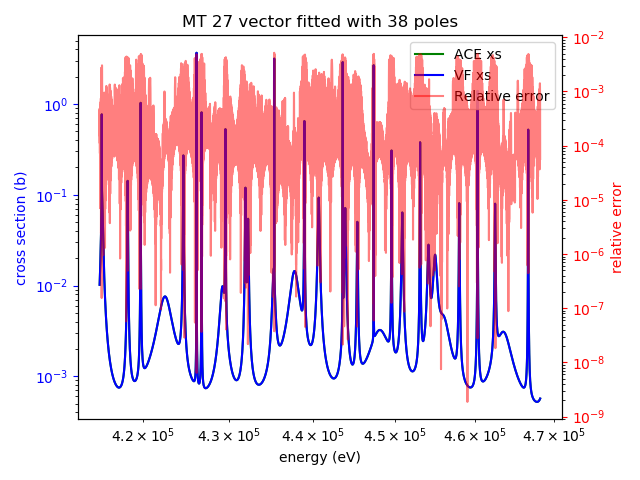 MT 27 vector fitted with 38 poles
ACE xs
VF xs
Relative error
cross section (b)
10⁰
10⁻¹
10⁻²
10⁻³
relative error
10⁻²
10⁻³
10⁻⁴
10⁻⁵
10⁻⁶
10⁻⁷
10⁻⁸
10⁻⁹
4.2 × 10⁵ 4.3 × 10⁵ 4.4 × 10⁵ 4.5 × 10⁵ 4.6 × 10⁵ 4.7 × 10⁵
energy (eV)